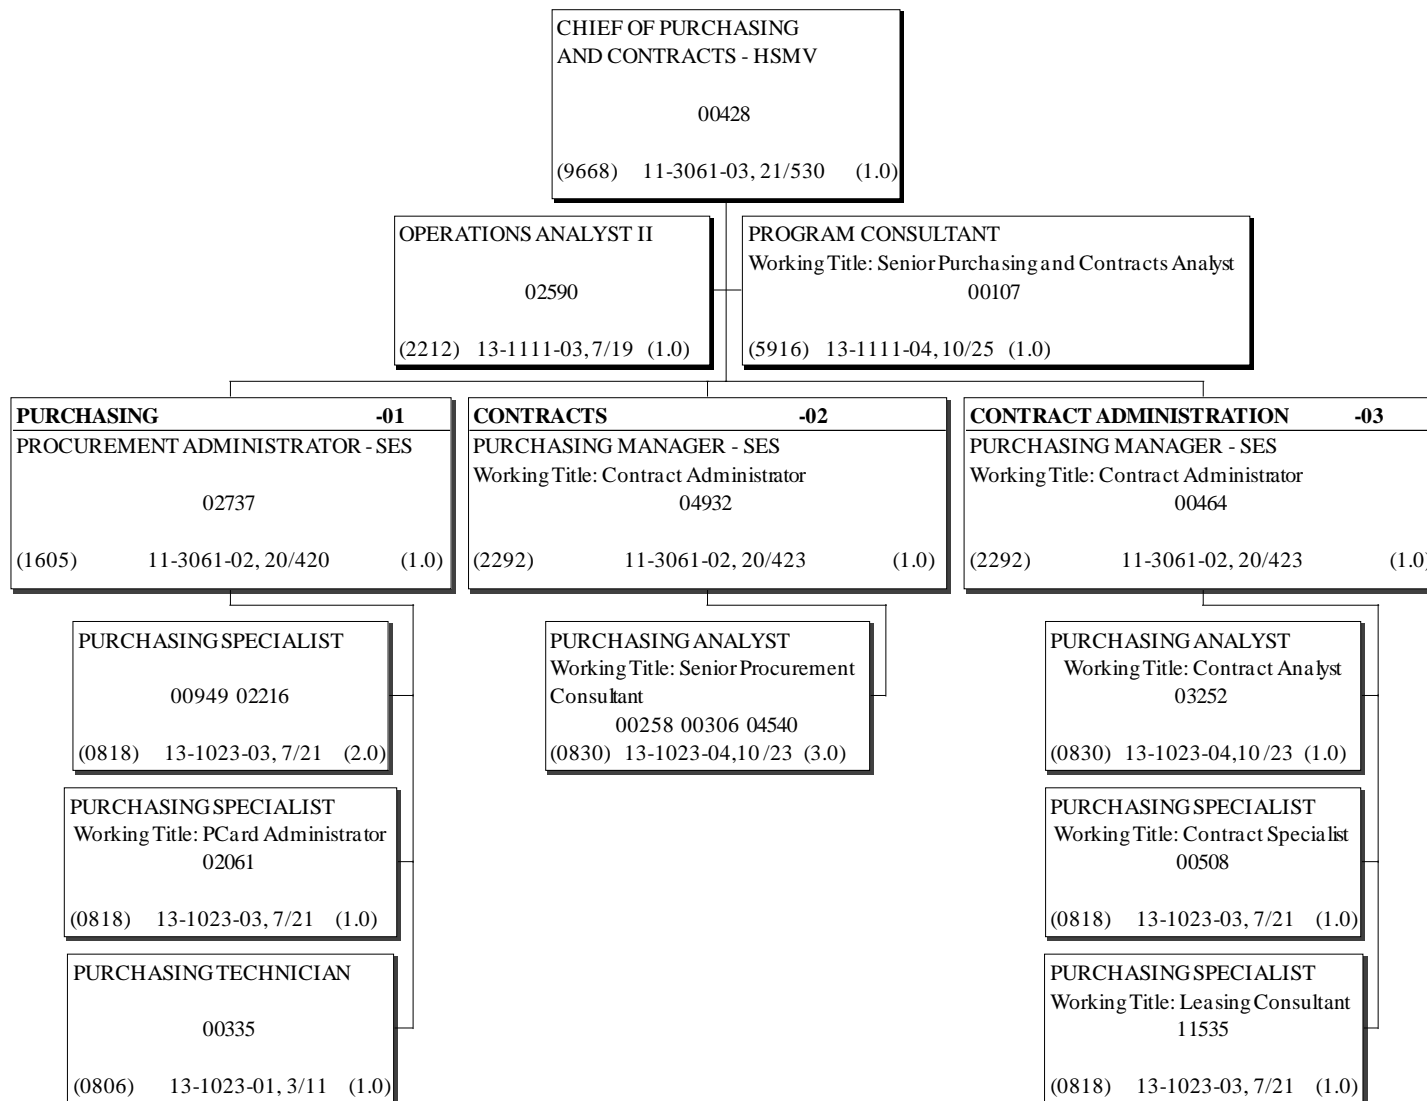 CHIEF OF PURCHASING
AND CONTRACTS - HSMV
00428
(9668) 11-3061-03, 21/530 (1.0)
OPERATIONS ANALYST II
02590
(2212) 13-1111-03, 7/19 (1.0)
PROGRAM CONSULTANT
Working Title: Senior Purchasing and Contracts Analyst
00107
(5916) 13-1111-04, 10/25 (1.0)
PURCHASING -01
PROCUREMENT ADMINISTRATOR - SES
02737
(1605) 11-3061-02, 20/420 (1.0)
CONTRACTS -02
PURCHASING MANAGER - SES
Working Title: Contract Administrator
04932
(2292) 11-3061-02, 20/423 (1.0)
CONTRACT ADMINISTRATION -03
PURCHASING MANAGER - SES
Working Title: Contract Administrator
00464
(2292) 11-3061-02, 20/423 (1.0)
PURCHASING SPECIALIST
00949 02216
(0818) 13-1023-03, 7/21 (2.0)
PURCHASING SPECIALIST
Working Title: PCard Administrator
02061
(0818) 13-1023-03, 7/21 (1.0)
PURCHASING TECHNICIAN
00335
(0806) 13-1023-01, 3/11 (1.0)
PURCHASING ANALYST
Working Title: Senior Procurement
Consultant
00258 00306 04540
(0830) 13-1023-04,10 /23 (3.0)
PURCHASING ANALYST
Working Title: Contract Analyst
03252
(0830) 13-1023-04,10 /23 (1.0)
PURCHASING SPECIALIST
Working Title: Contract Specialist
00508
(0818) 13-1023-03, 7/21 (1.0)
PURCHASING SPECIALIST
Working Title: Leasing Consultant
11535
(0818) 13-1023-03, 7/21 (1.0)